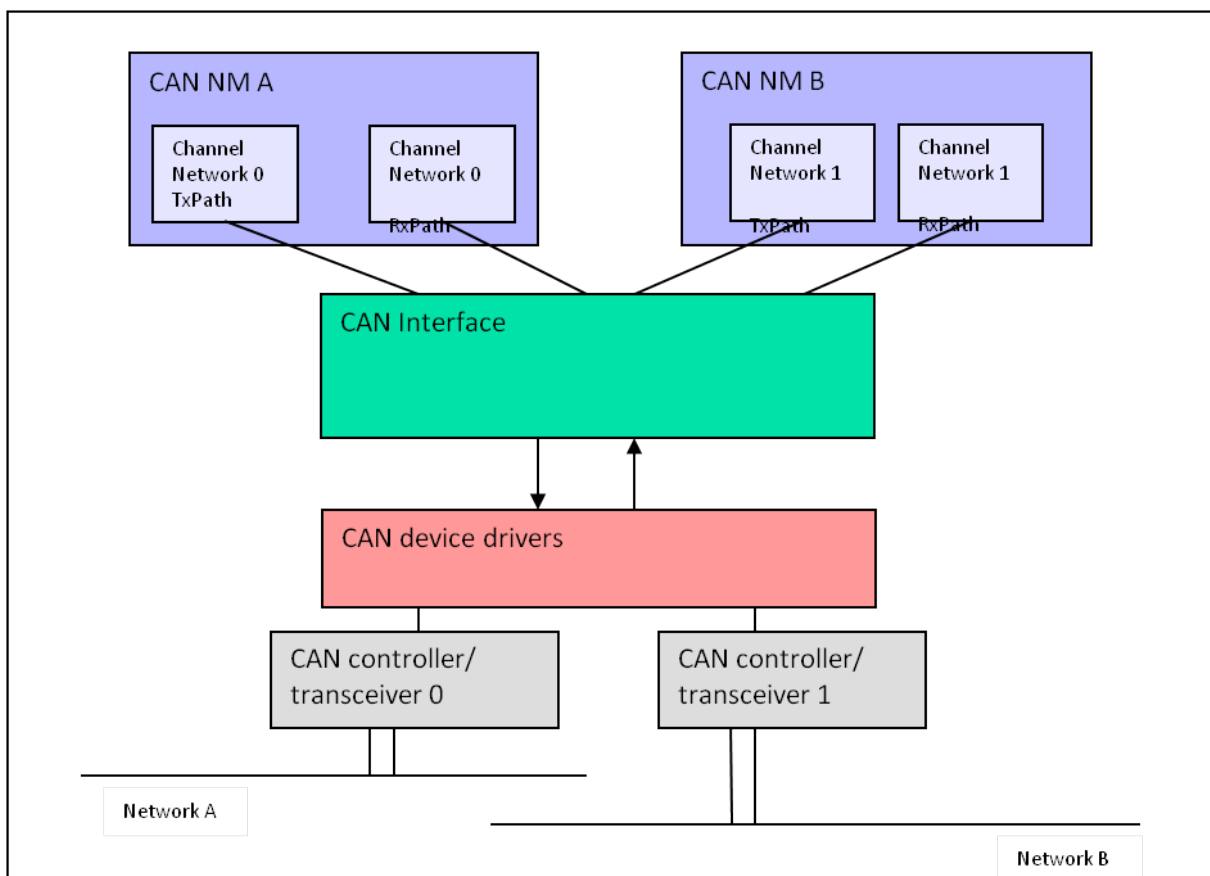 CAN NM A
Channel
Network 0
TxPath
Channel
Network 0
RxPath
CAN NM B
Channel
Network 1
TxPath
Channel
Network 1
RxPath
CAN Interface
CAN device drivers
CAN controller/
transceiver 0
CAN controller/
transceiver 1
Network A
Network B